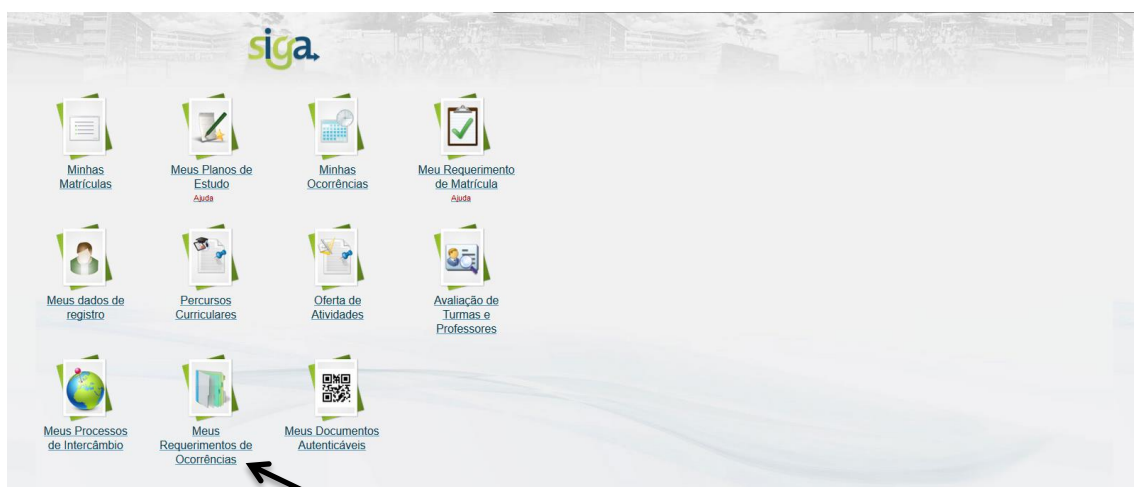 siga
Minhas
Matrículas
Meus Planos de
Estudo
Ajuda
Minhas
Ocorrências
Meu Requerimento
de Matrícula
Ajuda
Meus dados de
registro
Percursos
Curriculares
Oferta de
Atividades
Avaliação de
Turmas e
Professores
Meus Processos
de Intercâmbio
Meus
Requerimentos de
Ocorrências
Meus Documentos
Autenticáveis